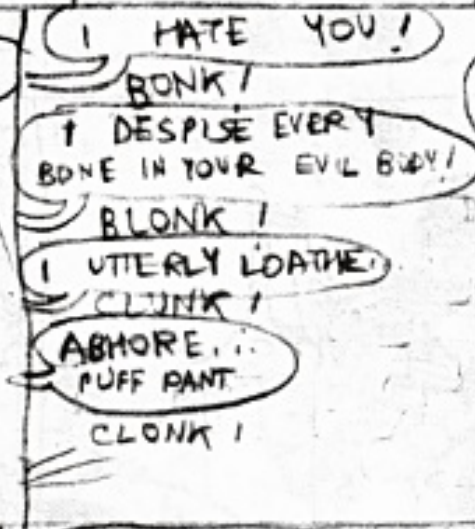 I HATE YOU!
BONK!
I DESPISE EVERY
BONE IN YOUR EVIL BODY!
BLONK!
I UTTERLY LOATHE.
CLUNK!
ABHORE...
PUFF PANT
CLONK!